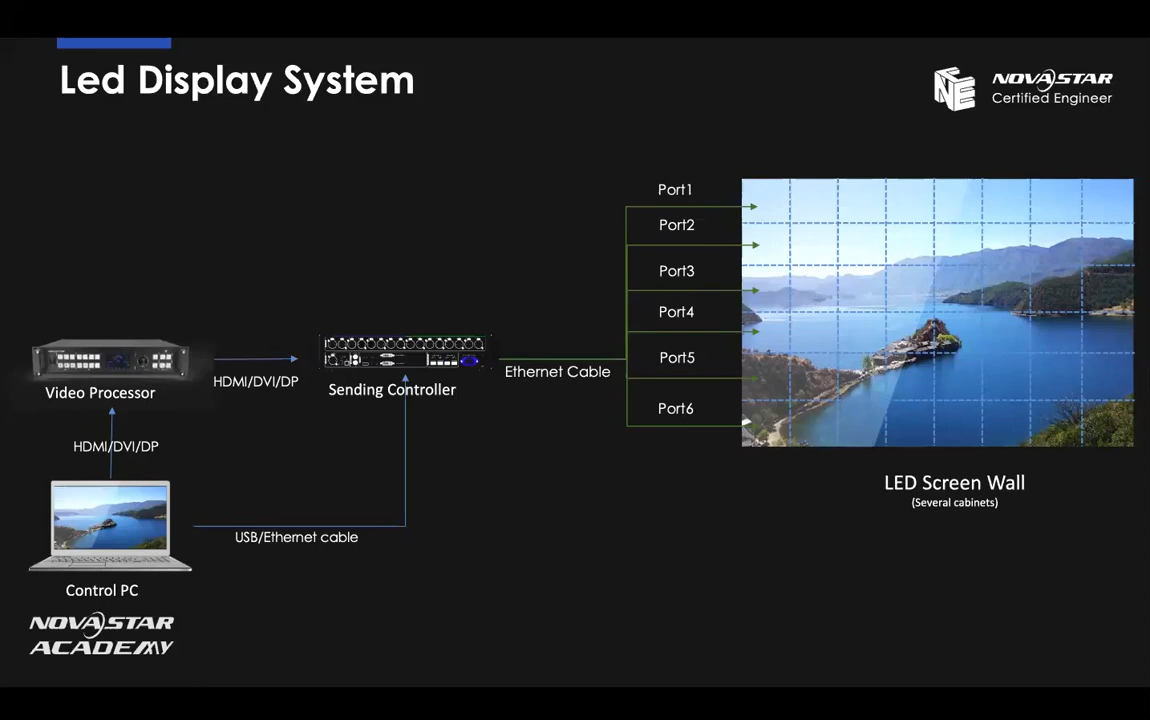 Led Display System
NE
NOVASTAR
Certified Engineer
Port1
Port2
Port3
Port4
Port5
Port6
Video Processor
HDMI/DVI/DP
Sending Controller
Ethernet Cable
HDMI/DVI/DP
USB/Ethernet cable
Control PC
LED Screen Wall
(Several cabinets)
NOVASTAR
ACADEMY